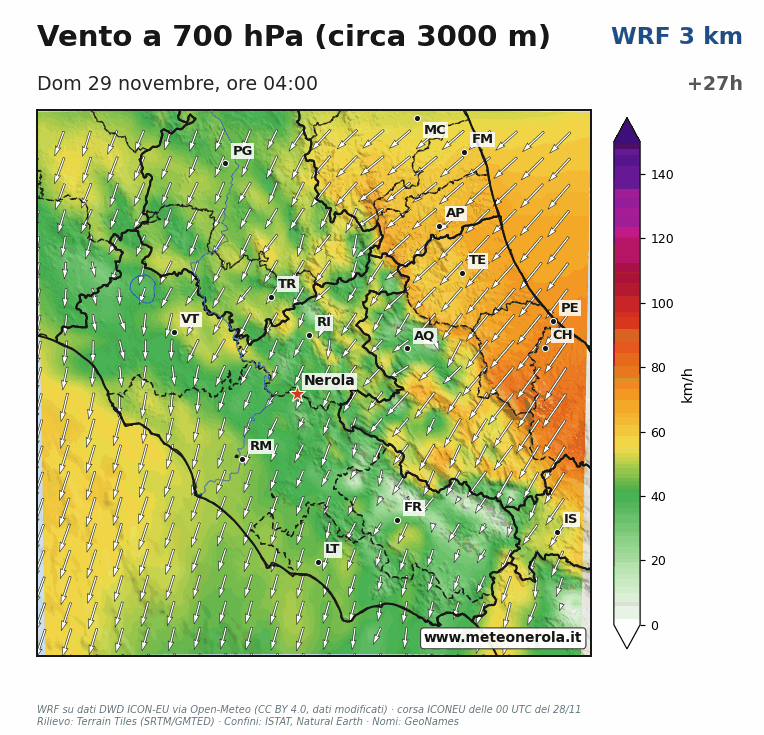 Vento a 700 hPa (circa 3000 m)
WRF 3 km
Dom 29 novembre, ore 04:00
+27h
MC
FM
PG
AP
TE
TR
PE
VT
RI
AQ
CH
Nerola
RM
FR
IS
LT
www.meteonerola.it
140
120
100
80
60
40
20
0
km/h
WRF su dati DWD ICON-EU via Open-Meteo (CC BY 4.0, dati modificati) · corsa ICONEU delle 00 UTC del 28/11
Rilievo: Terrain Tiles (SRTM/GMTED) · Confini: ISTAT, Natural Earth · Nomi: GeoNames